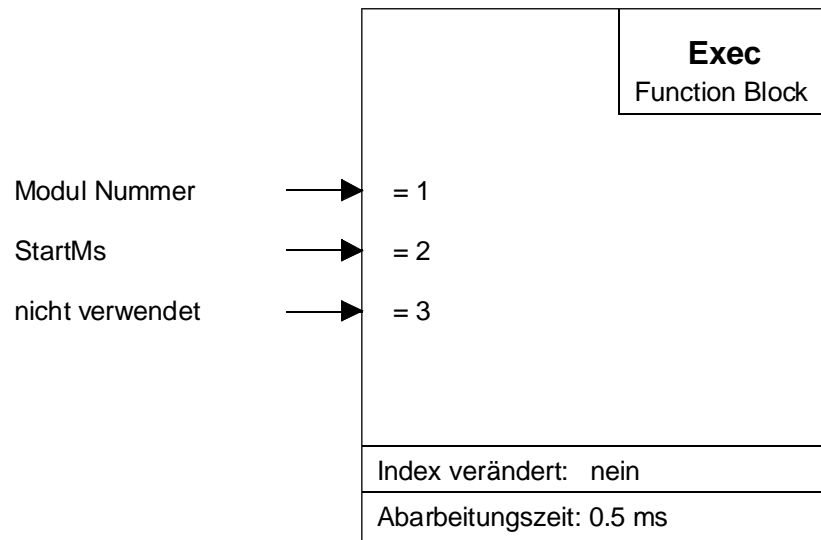 Exec
Function Block
Modul Nummer = 1
StartMs = 2
nicht verwendet = 3
Index verändert: nein
Abarbeitungszeit: 0.5 ms